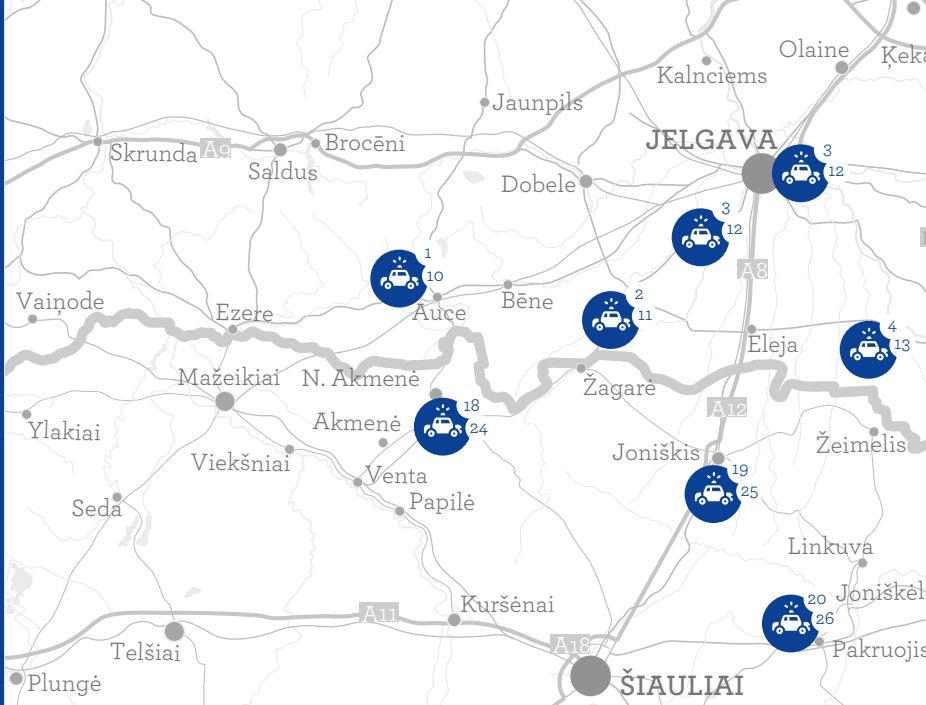 Olaine
Kalnciems
Jaunpils
JELGAVA
Brocēni
Skrunda
A9
Saldus
Dobele
3
12
3
12
1
10
A8
Vaiņode
Ezere
Auce
Bēne
2
11
4
13
Eleja
Mažeikiai
N. Akmenė
Žagarė
A12
18
24
Akmenė
Ylakiai
Viekšniai
Joniškis
Žeimelis
Venta
19
25
Seda
Papilė
Linkuva
20
26
Kuršėnai
A11
A18
Telšiai
Pakruojis
Plungė
ŠIAULIAI